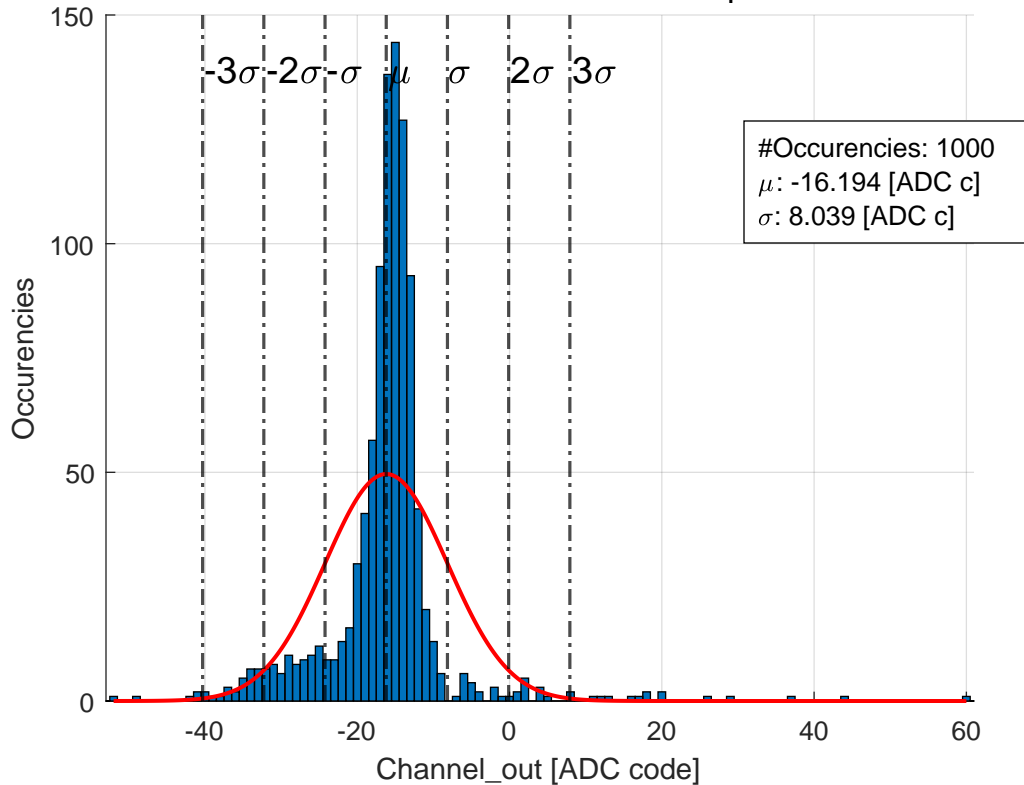 150
-3σ -2σ -σ μ σ 2σ 3σ
#Occurencies: 1000
μ: -16.194 [ADC c]
σ: 8.039 [ADC c]
100
Occurencies
50
0
-40 -20 0 20 40 60
Channel_out [ADC code]